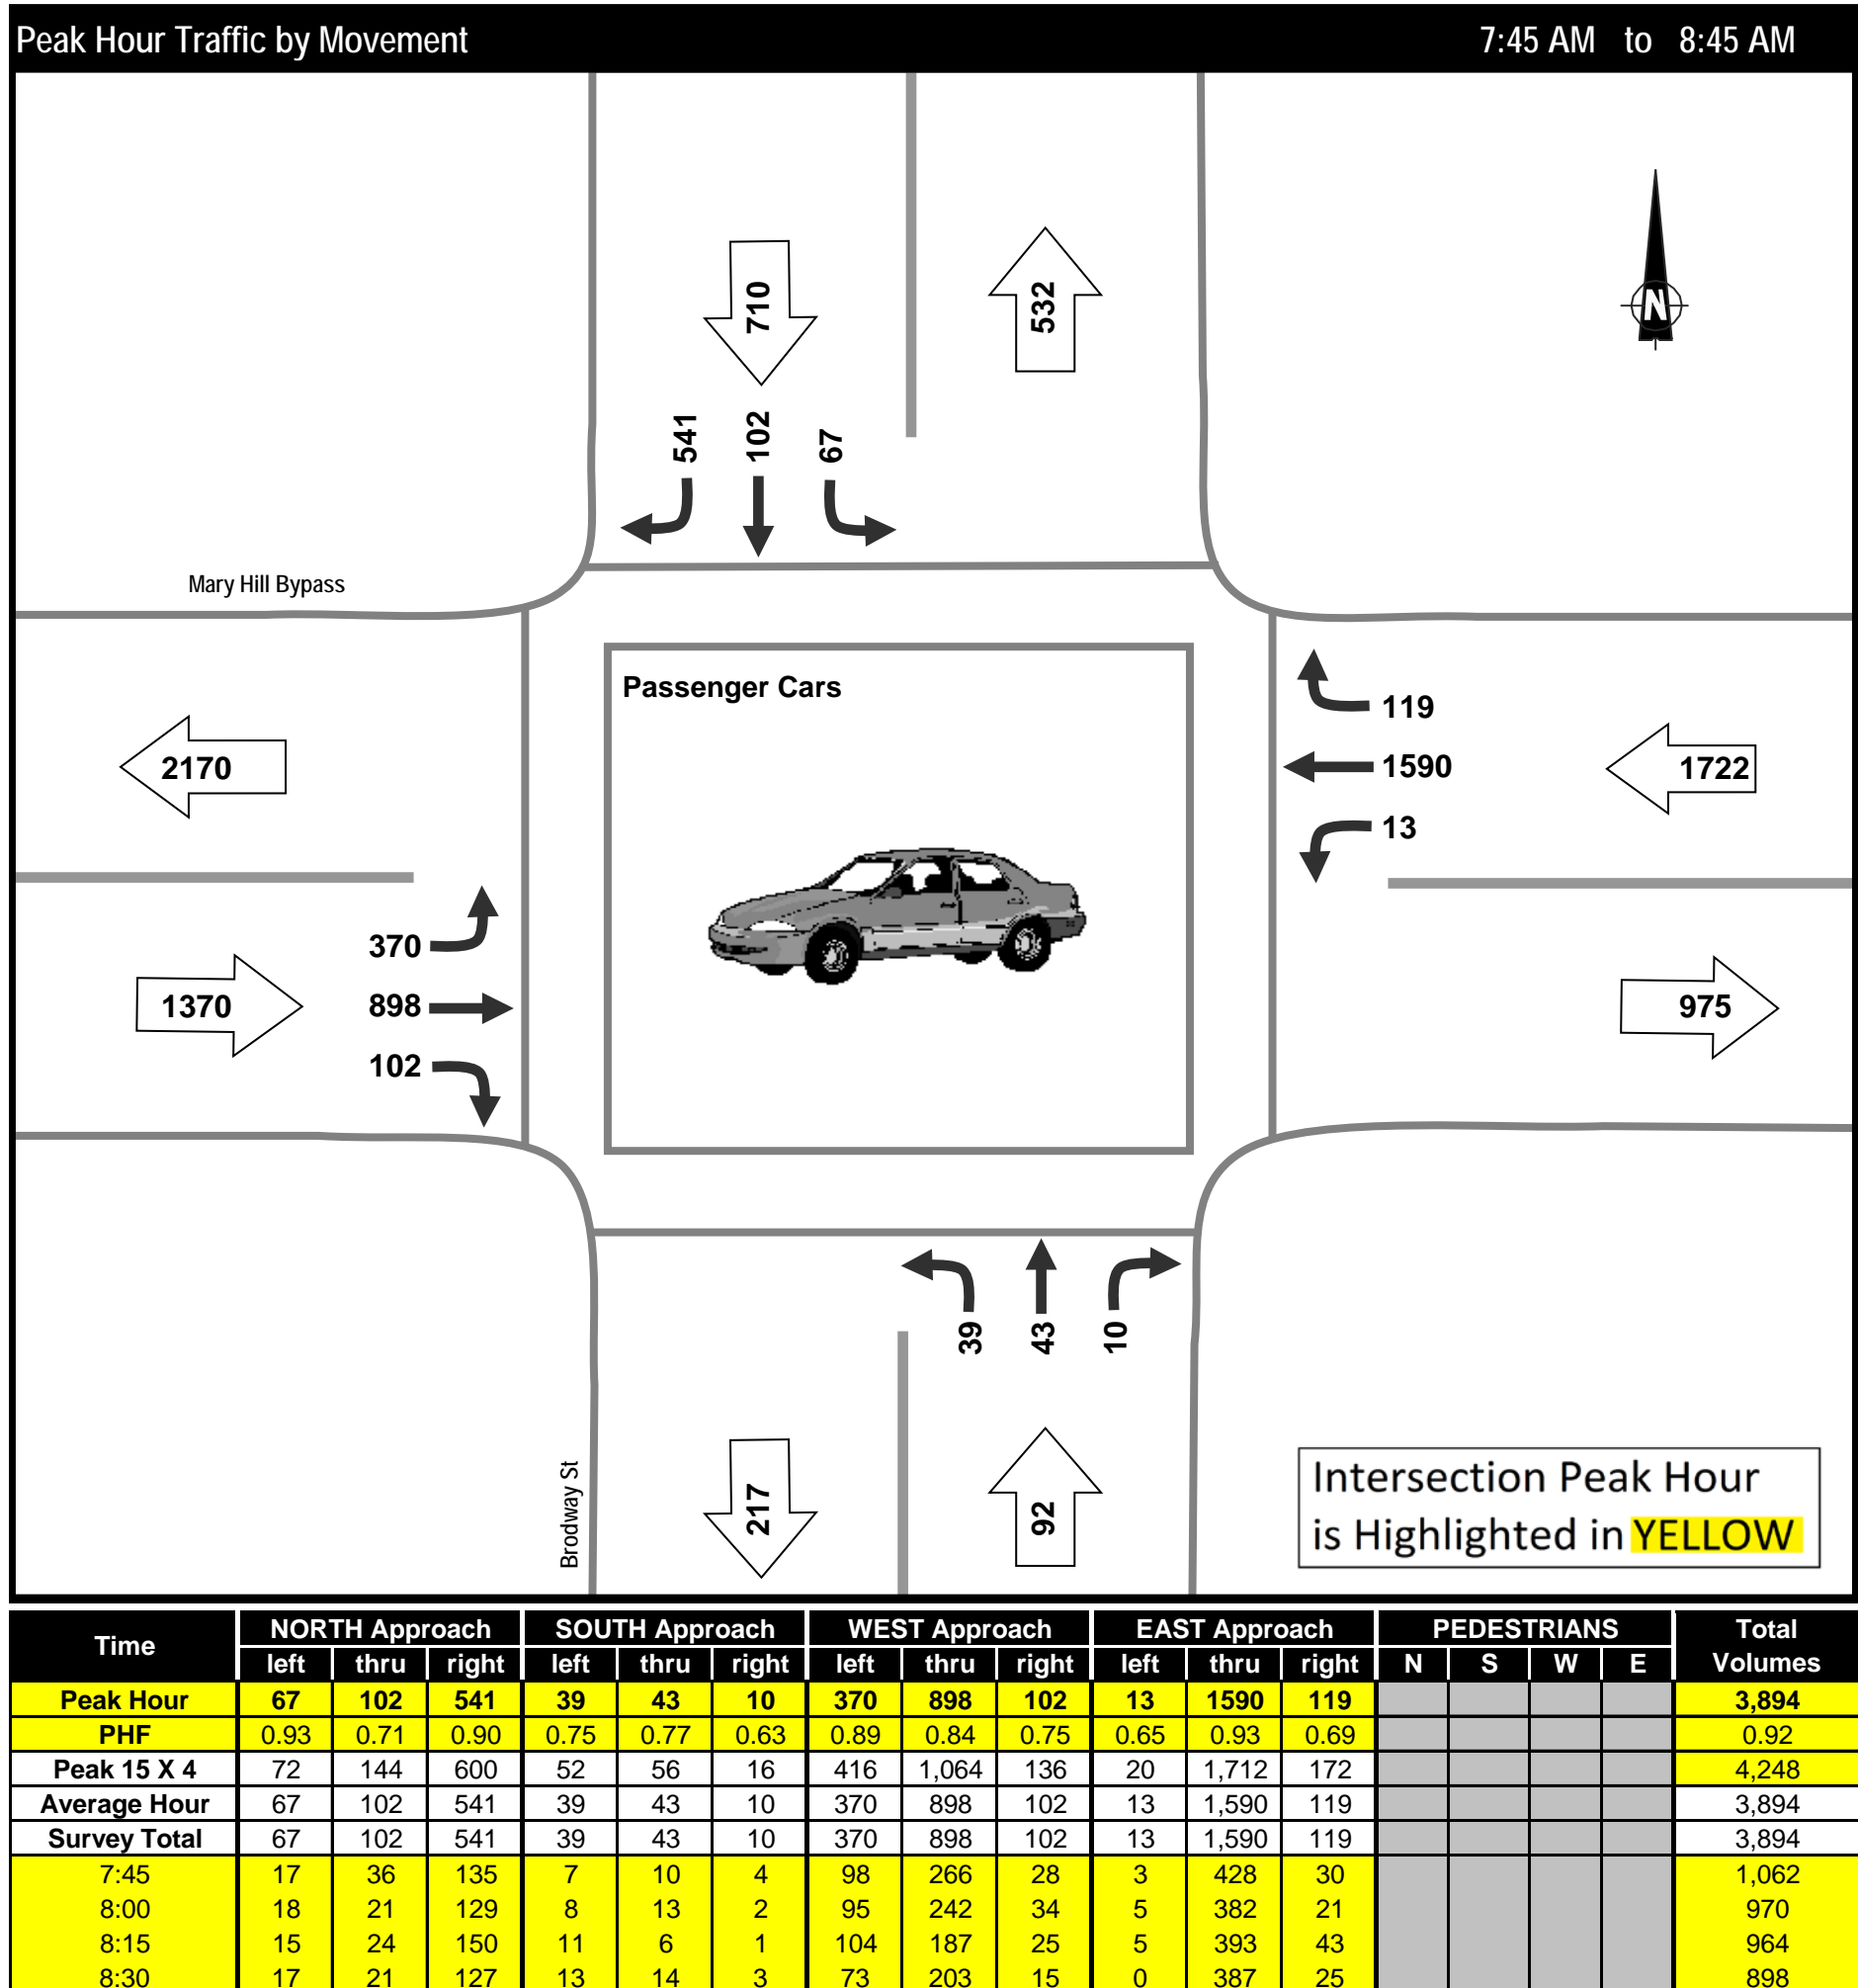 Peak Hour Traffic by Movement 7:45 AM to 8:45 AM
710
532
541 102 67
N
Mary Hill Bypass
Passenger Cars
119
2170
1590
1722
13
370
1370
898
975
102
39 43 10
Brodway St
217
92
Intersection Peak Hour
is Highlighted in YELLOW
Time NORTH Approach SOUTH Approach WEST Approach EAST Approach PEDESTRIANS Total
left thru right left thru right left thru right left thru right N S W E Volumes
Peak Hour 67 102 541 39 43 10 370 898 102 13 1590 119 3,894
PHF 0.93 0.71 0.90 0.75 0.77 0.63 0.89 0.84 0.75 0.65 0.93 0.69 0.92
Peak 15 X 4 72 144 600 52 56 16 416 1,064 136 20 1,712 172 4,248
Average Hour 67 102 541 39 43 10 370 898 102 13 1,590 119 3,894
Survey Total 67 102 541 39 43 10 370 898 102 13 1,590 119 3,894
7:45 17 36 135 7 10 4 98 266 28 3 428 30 1,062
8:00 18 21 129 8 13 2 95 242 34 5 382 21 970
8:15 15 24 150 11 6 1 104 187 25 5 393 43 964
8:30 17 21 127 13 14 3 73 203 15 0 387 25 898